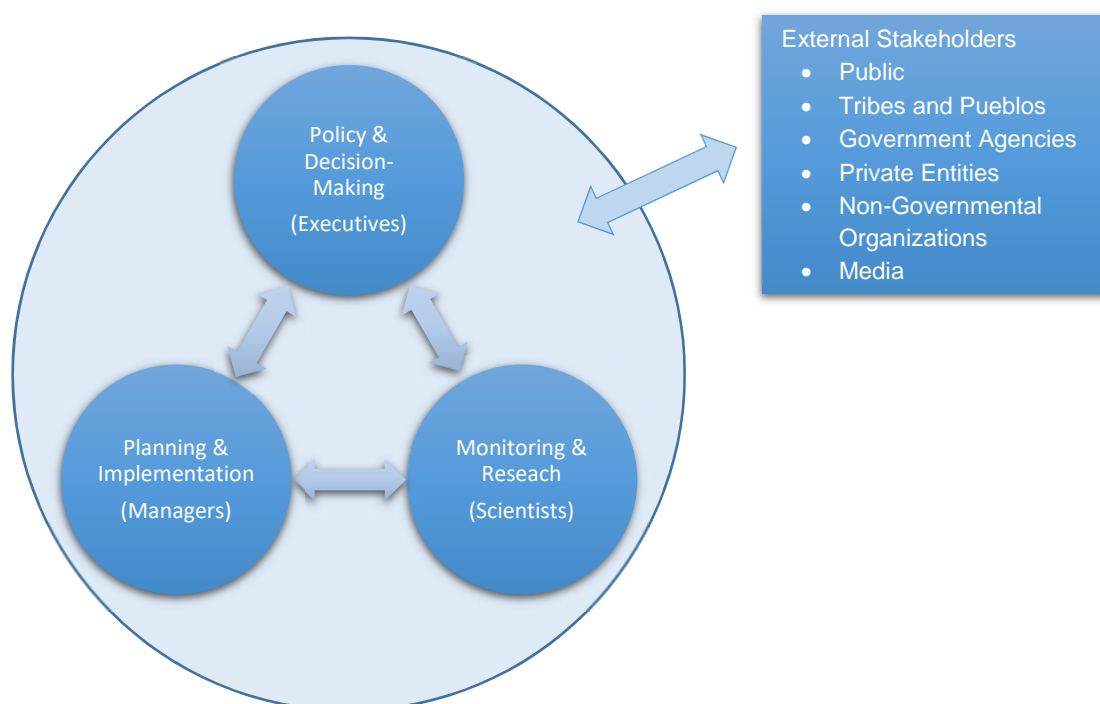 Policy &
Decision-
Making
(Executives)
Planning &
Implementation
(Managers)
Monitoring &
Reseach
(Scientists)
External Stakeholders
• Public
• Tribes and Pueblos
• Government Agencies
• Private Entities
• Non-Governmental
Organizations
• Media